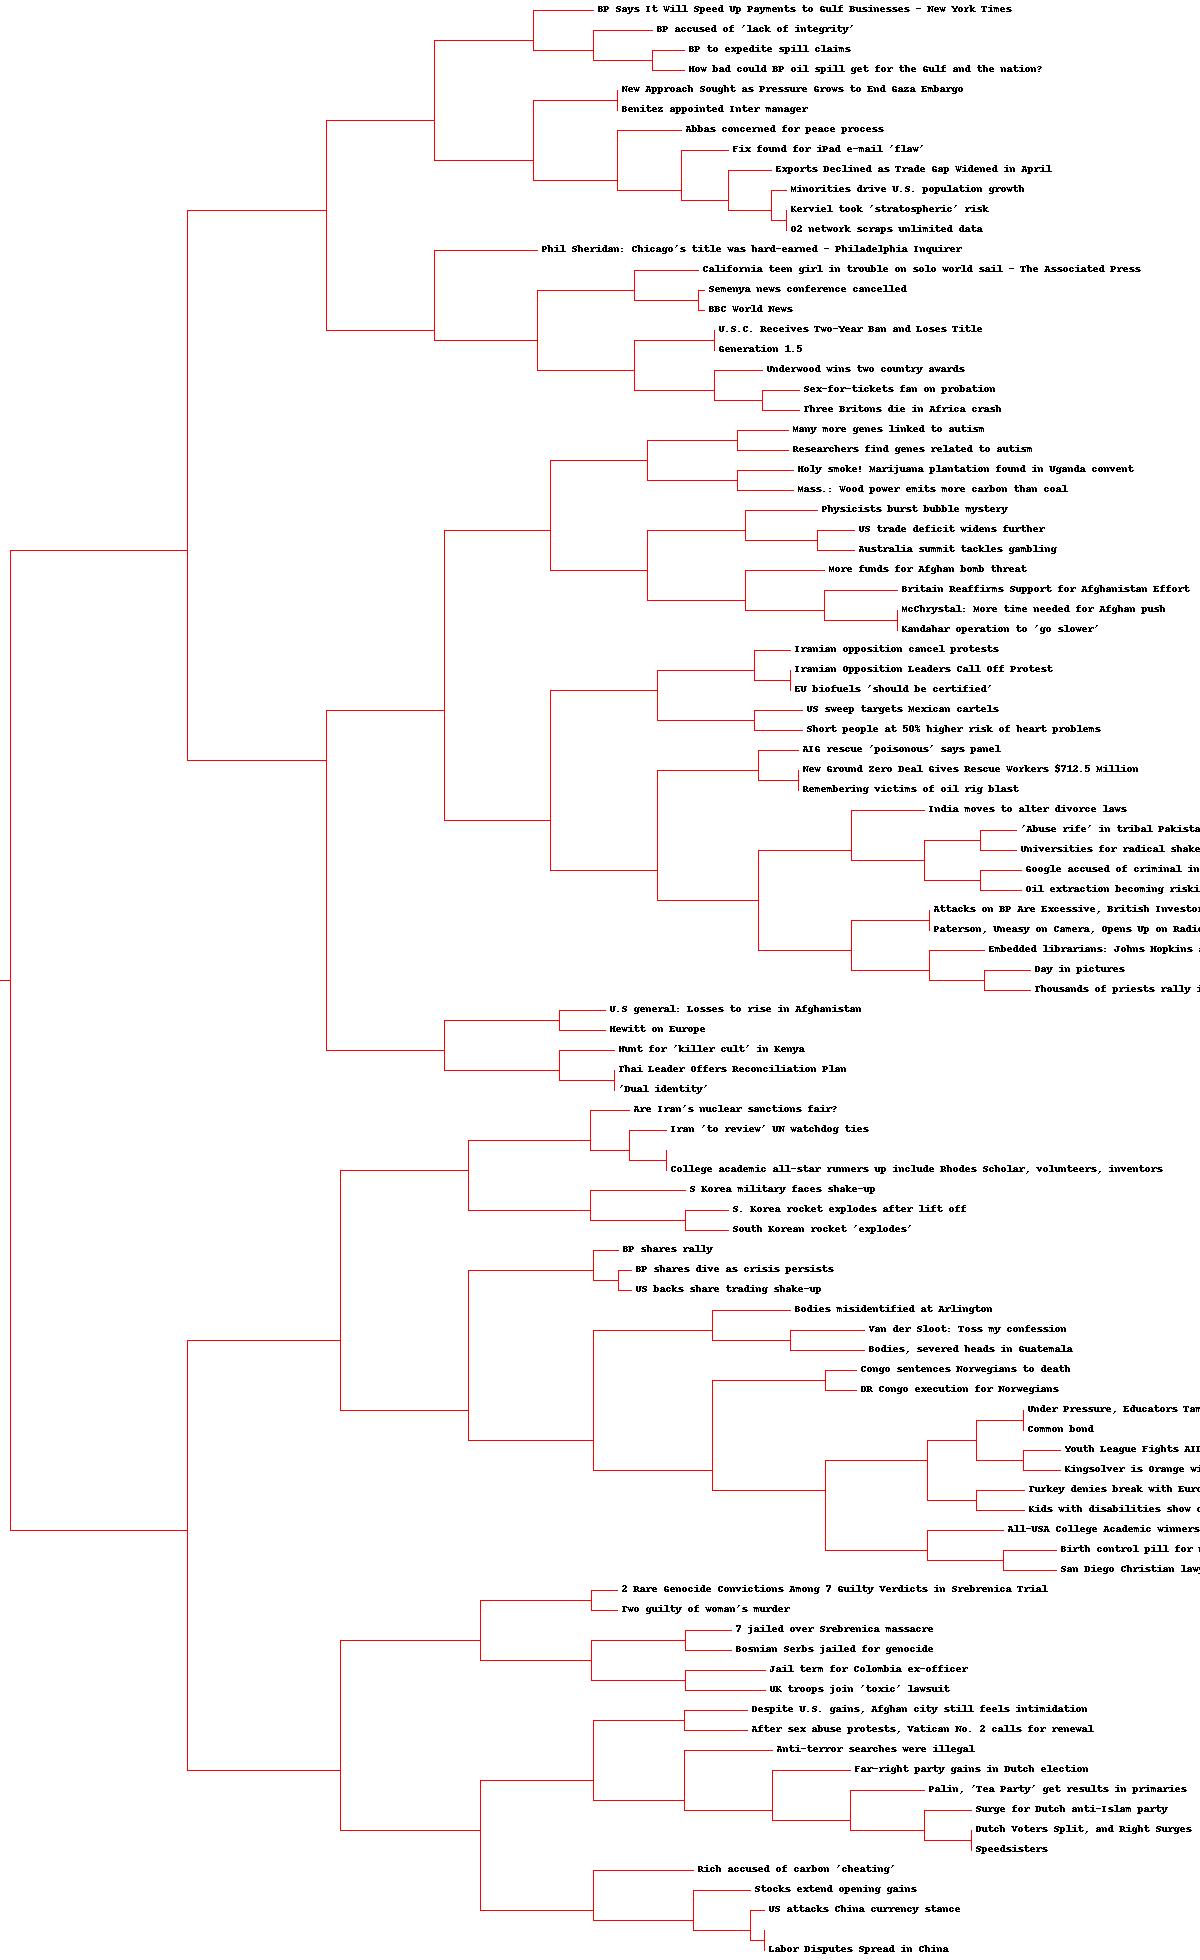 BP Says It Will Speed Up Payments to Gulf Businesses - New York Times
BP accused of 'lack of integrity'
BP to expedite spill claims
How bad could BP oil spill get for the Gulf and the nation?
New Approach Sought as Pressure Grows to End Gaza Embargo
Benitez appointed Inter manager
Abbas concerned for peace process
Fix found for iPad e-mail 'flaw'
Exports Declined as Trade Gap Widened in April
Minorities drive U.S. population growth
Kerviel took 'stratospheric' risk
O2 network scraps unlimited data
Phil Sheridan: Chicago's title was hard-earned - Philadelphia Inquirer
California teen girl in trouble on solo world sail - The Associated Press
Semenya news conference cancelled
BBC World News
U.S.C. Receives Two-Year Ban and Loses Title
Generation 1.5
Underwood wins two country awards
Sex-for-tickets fan on probation
Three Britons die in Africa crash
Many more genes linked to autism
Researchers find genes related to autism
Holy smoke! Marijuana plantation found in Uganda convent
Mass.: Wood power emits more carbon than coal
Physicists burst bubble mystery
US trade deficit widens further
Australia summit tackles gambling
More funds for Afghan bomb threat
Britain Reaffirms Support for Afghanistan Effort
McChrystal: More time needed for Afghan push
Kandahar operation to 'go slower'
Iranian opposition cancel protests
Iranian Opposition Leaders Call Off Protest
EU biofuels 'should be certified'
US sweep targets Mexican cartels
Short people at 50% higher risk of heart problems
AIG rescue 'poisonous' says panel
New Ground Zero Deal Gives Rescue Workers $712.5 Million
Remembering victims of oil rig blast
India moves to alter divorce laws
'Abuse rife' in tribal Pakista
Universities for radical shake
Google accused of criminal in
Oil extraction becoming riski
Attacks on BP Are Excessive, British Investor
Paterson, Uneasy on Camera, Opens Up on Radi
Embedded librarians: Johns Hopkins
Day in pictures
Thousands of priests rally i
U.S general: Losses to rise in Afghanistan
Hewitt on Europe
Hunt for 'killer cult' in Kenya
Thai Leader Offers Reconciliation Plan
'Dual identity'
Are Iran's nuclear sanctions fair?
Iran 'to review' UN watchdog ties
College academic all-star runners up include Rhodes Scholar, volunteers, inventors
S Korea military faces shake-up
S. Korea rocket explodes after lift off
South Korean rocket 'explodes'
BP shares rally
BP shares dive as crisis persists
US backs share trading shake-up
Bodies misidentified at Arlington
Van der Sloot: Toss my confession
Bodies, severed heads in Guatemala
Congo sentences Norwegians to death
DR Congo execution for Norwegians
Under Pressure, Educators Tam
Common bond
Youth League Fights AI
Kingsolver is Orange wi
Turkey denies break with Euro
Kids with disabilities show
All-USA College Academic winners
Birth control pill for
San Diego Christian law
2 Rare Genocide Convictions Among 7 Guilty Verdicts in Srebrenica Trial
Two guilty of woman's murder
7 jailed over Srebrenica massacre
Bosnian Serbs jailed for genocide
Jail term for Colombia ex-officer
UK troops join 'toxic' lawsuit
Despite U.S. gains, Afghan city still feels intimidation
After sex abuse protests, Vatican No. 2 calls for renewal
Anti-terror searches were illegal
Far-right party gains in Dutch election
Palin, 'Tea Party' get results in primaries
Surge for Dutch anti-Islam party
Dutch Voters Split, and Right Surges
Speedsisters
Rich accused of carbon 'cheating'
Stocks extend opening gains
US attacks China currency stance
Labor Disputes Spread in China